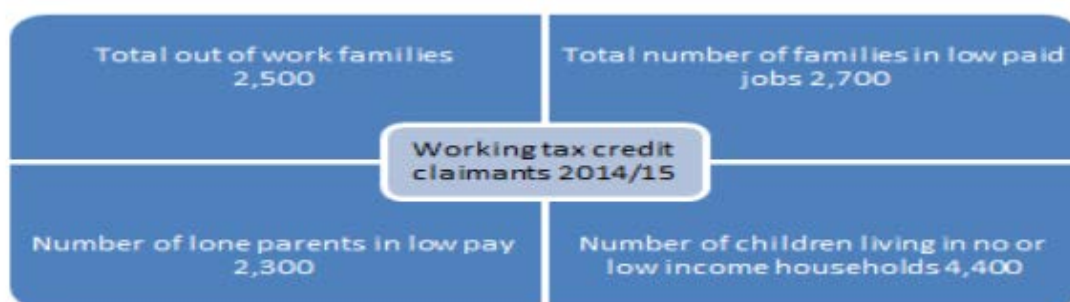 Total out of work families
2,500
Total number of families in low paid
jobs 2,700
Working tax credit
claimants 2014/15
Number of lone parents in low pay
2,300
Number of children living in no or
low income households 4,400